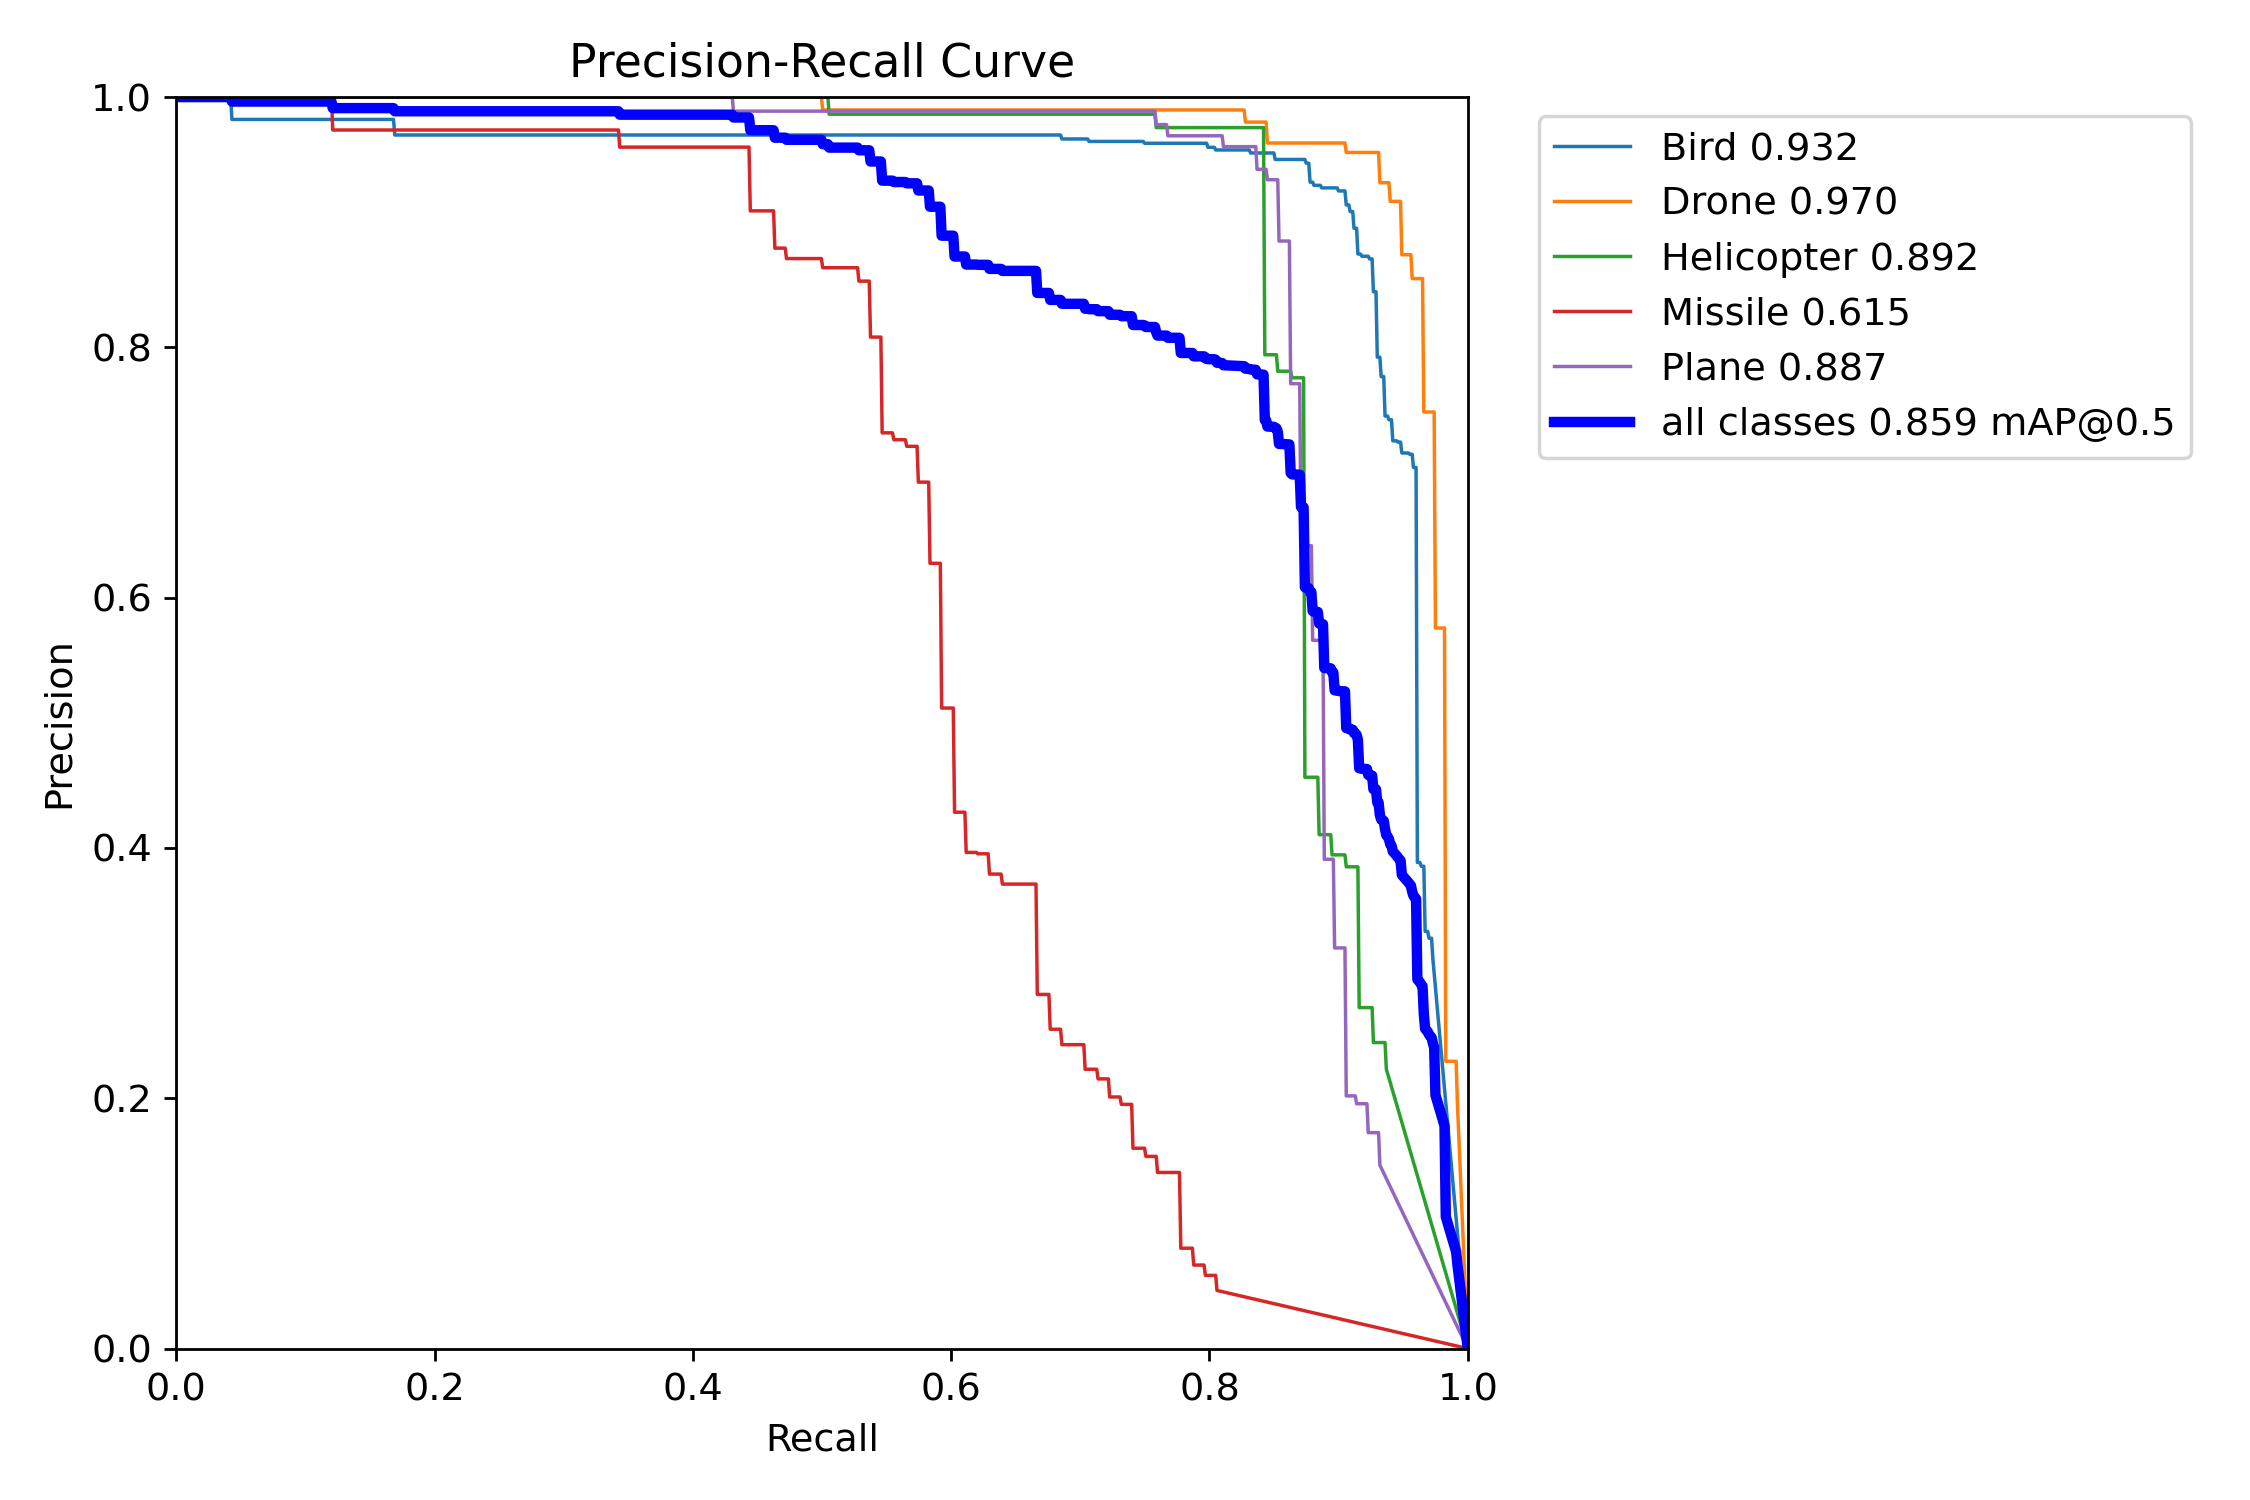 Precision-Recall Curve
1.0
0.8
0.6
0.4
0.2
0.0
Precision
0.0 0.2 0.4 0.6 0.8 1.0
Recall
Bird 0.932
Drone 0.970
Helicopter 0.892
Missile 0.615
Plane 0.887
all classes 0.859 mAP@0.5